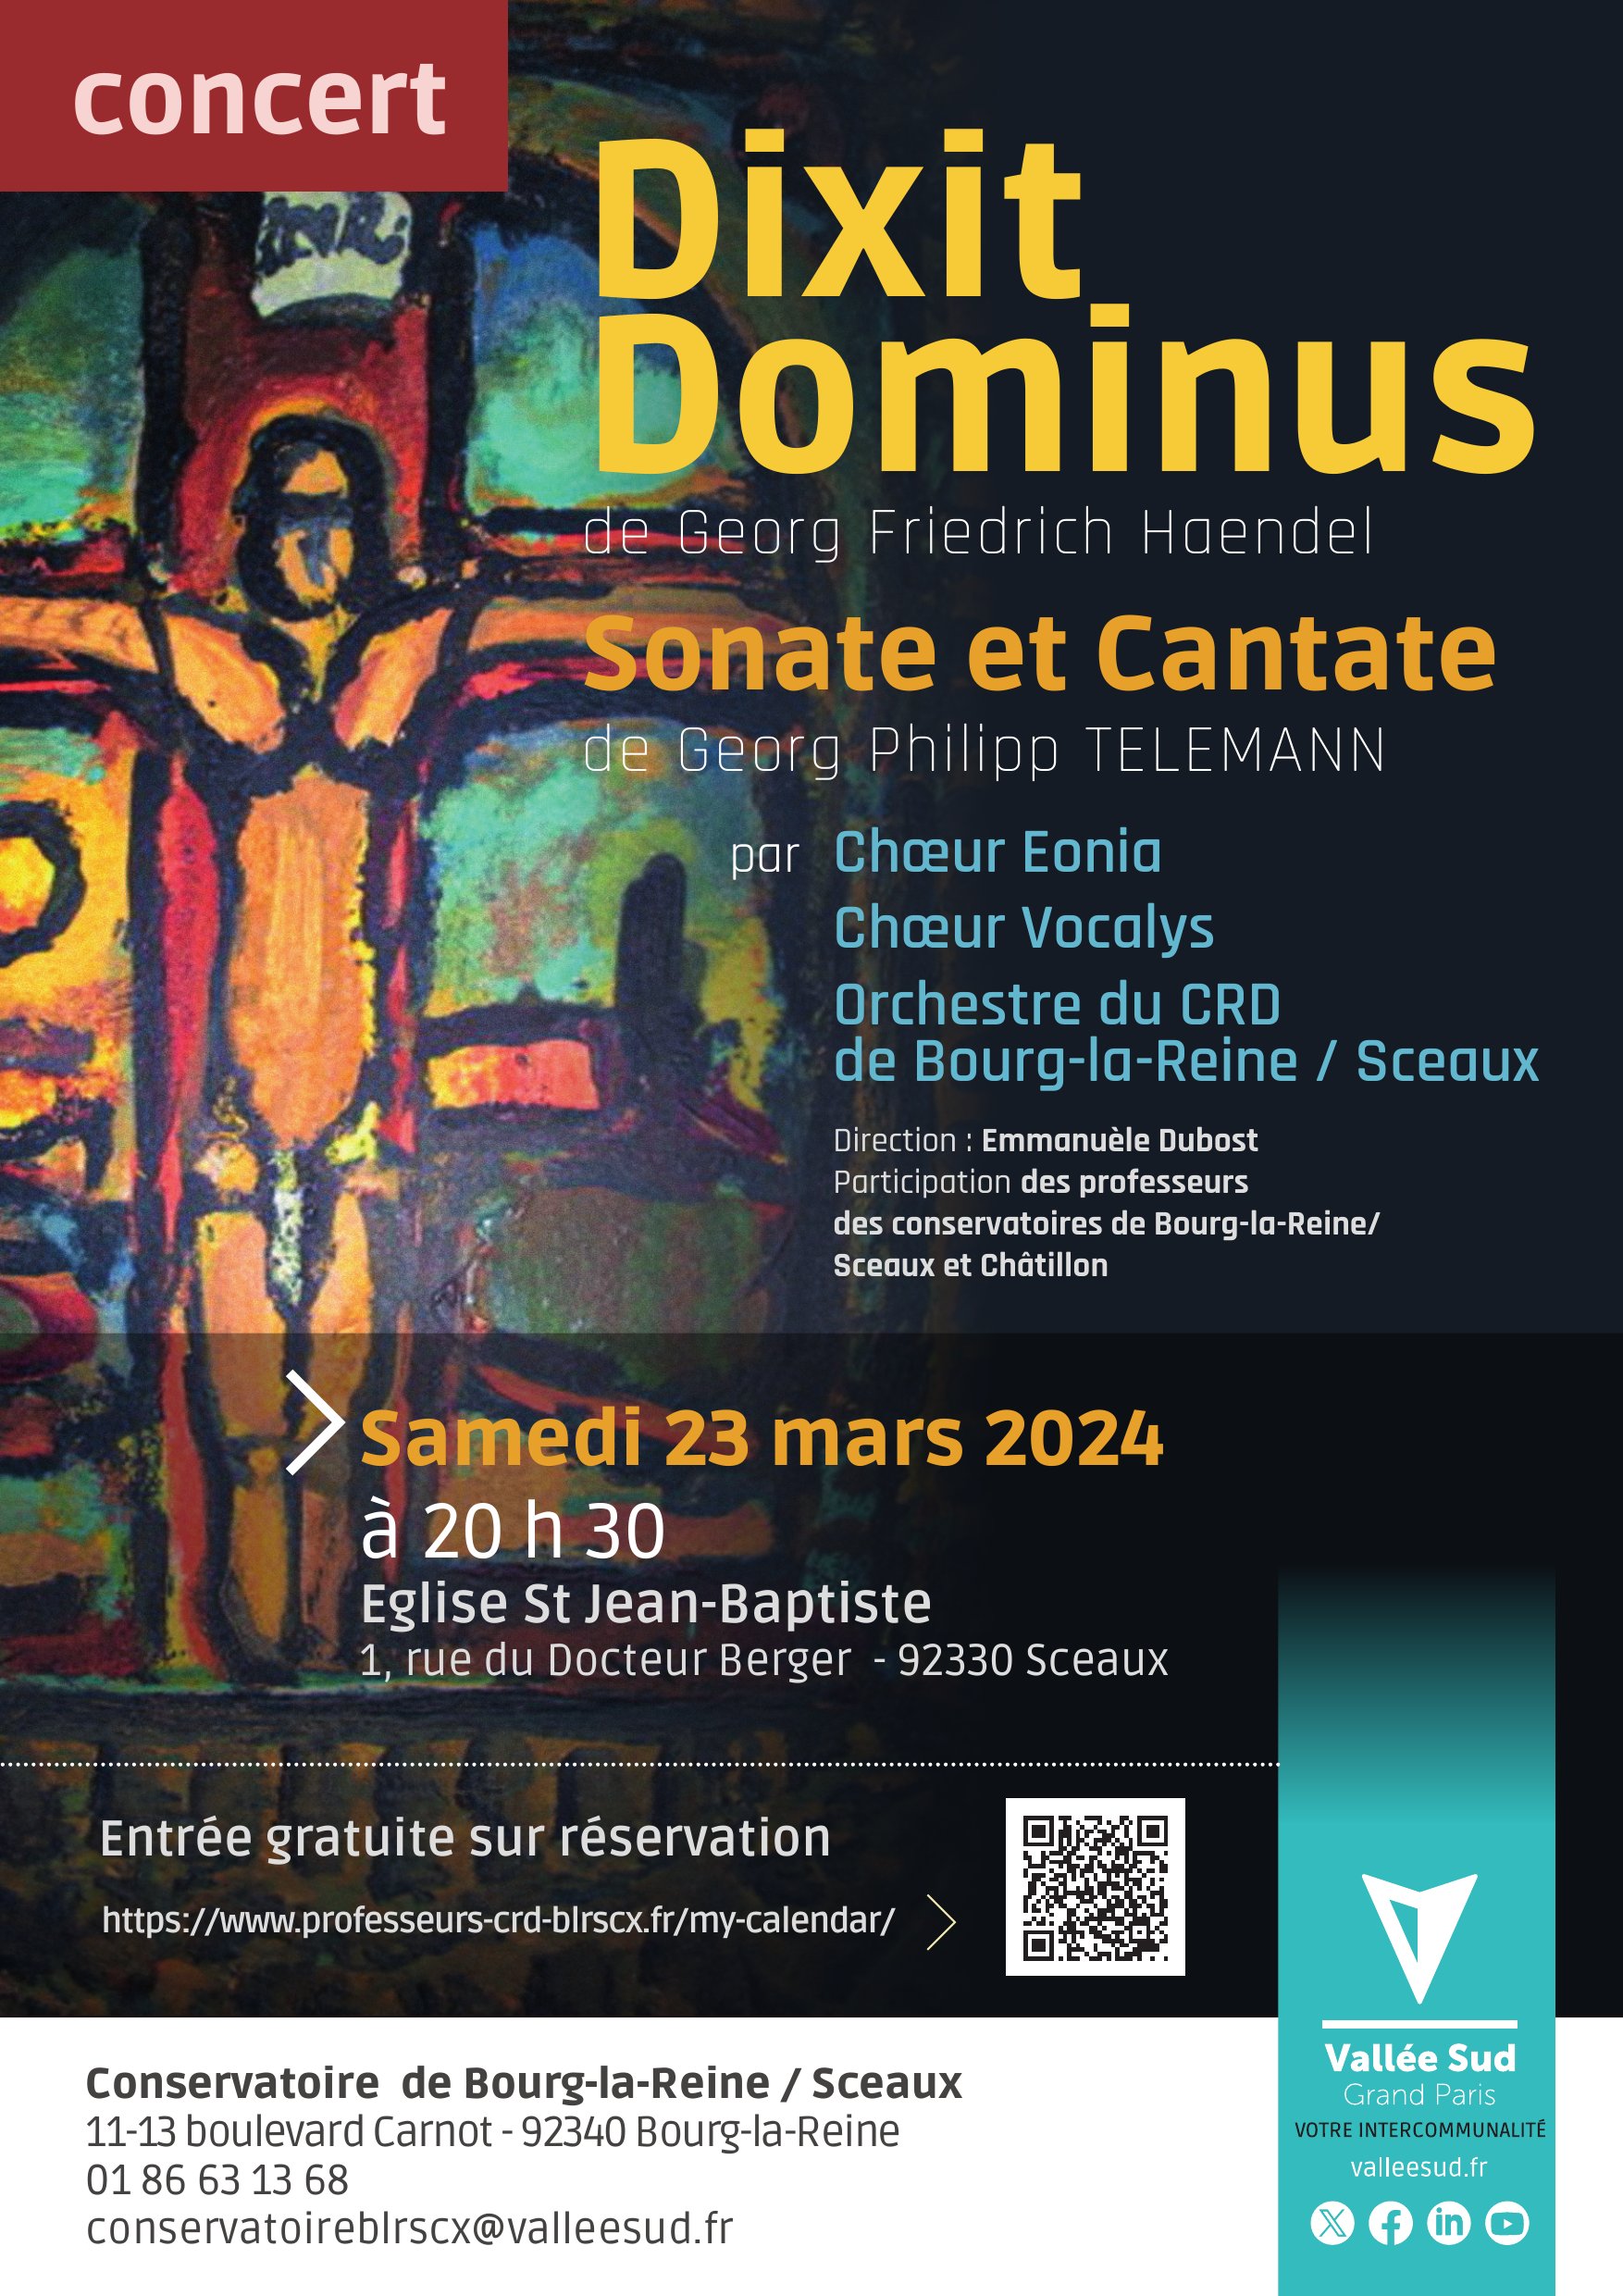 concert
Dixit
Dominus
de Georg Friedrich Haendel
Sonate et Cantate
de Georg Philipp TELEMANN
par Chœur Eonia
Chœur Vocalys
Orchestre du CRD
de Bourg-la-Reine / Sceaux
Direction : Emmanuèle Dubost
Participation des professeurs
des conservatoires de Bourg-la-Reine/
Sceaux et Châtillon
Samedi 23 mars 2024
à 20 h 30
Eglise St Jean-Baptiste
1, rue du Docteur Berger - 92330 Sceaux
Entrée gratuite sur réservation
https://www.professeurs-crd-blrscx.fr/my-calendar/
Conservatoire de Bourg-la-Reine / Sceaux
11-13 boulevard Carnot - 92340 Bourg-la-Reine
01 86 63 13 68
conservatoireblrscx@valleesud.fr
Vallée Sud
Grand Paris
VOTRE INTERCOMMUNALITÉ
valleesud.fr